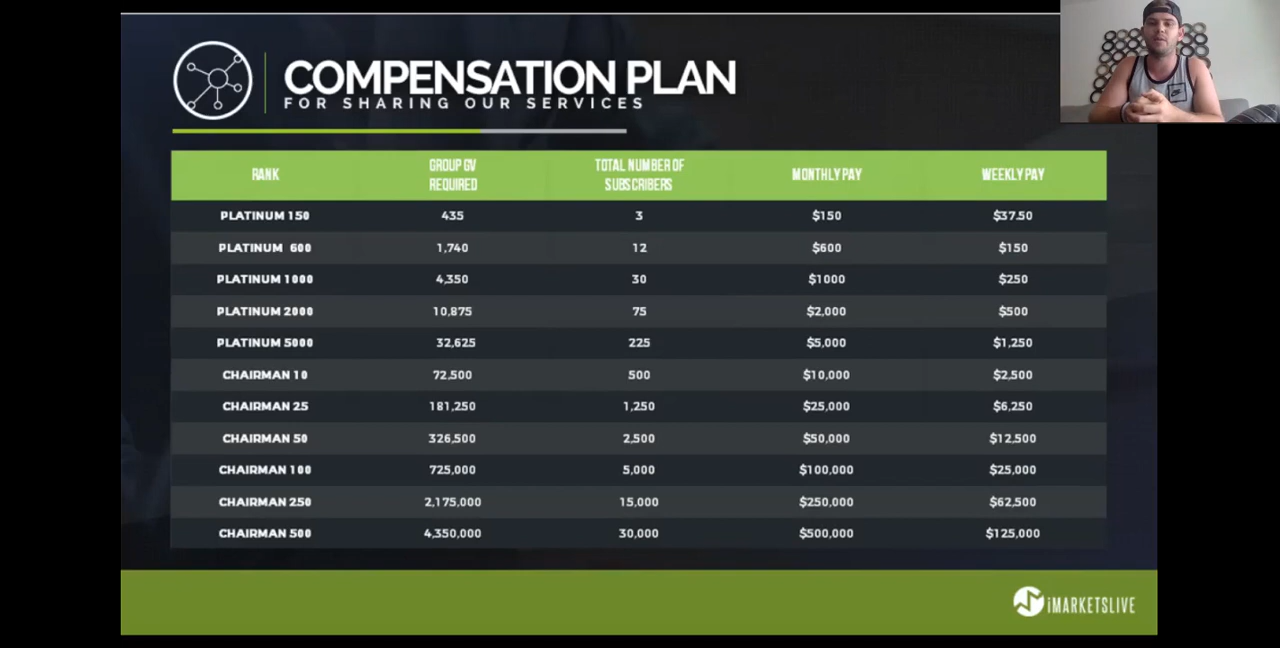 COMPENSATION PLAN
FOR SHARING OUR SERVICES
RANK GROUP GV REQUIRED TOTAL NUMBER OF SUBSCRIBERS MONTHLY PAY WEEKLY PAY
PLATINUM 150 435 3 $150 $37.50
PLATINUM 600 1,740 12 $600 $150
PLATINUM 1000 4,350 30 $1000 $250
PLATINUM 2000 10,875 75 $2,000 $500
PLATINUM 5000 32,625 225 $5,000 $1,250
CHAIRMAN 10 72,500 500 $10,000 $2,500
CHAIRMAN 25 181,250 1,250 $25,000 $6,250
CHAIRMAN 50 326,500 2,500 $50,000 $12,500
CHAIRMAN 100 725,000 5,000 $100,000 $25,000
CHAIRMAN 250 2,175,000 15,000 $250,000 $62,500
CHAIRMAN 500 4,350,000 30,000 $500,000 $125,000
iMARKETSLIVE